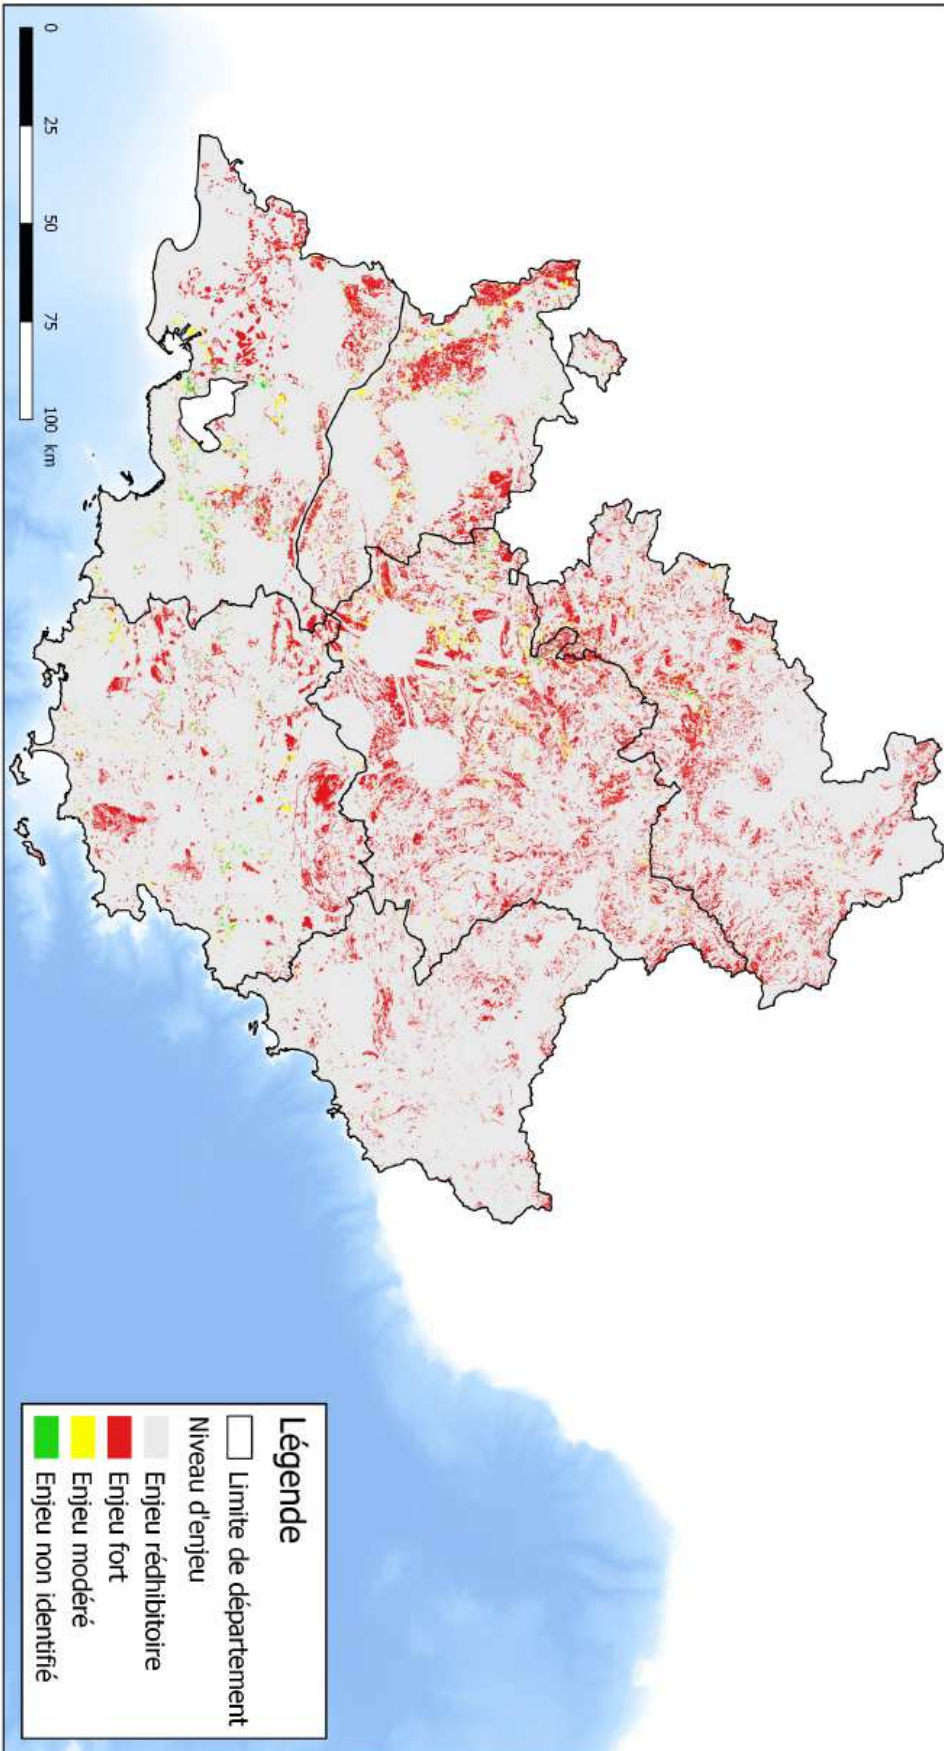 0 25 50 75 100 km
Légende
Limite de département
Niveau d'enjeu
Enjeu rédhibitoire
Enjeu fort
Enjeu modéré
Enjeu non identifié